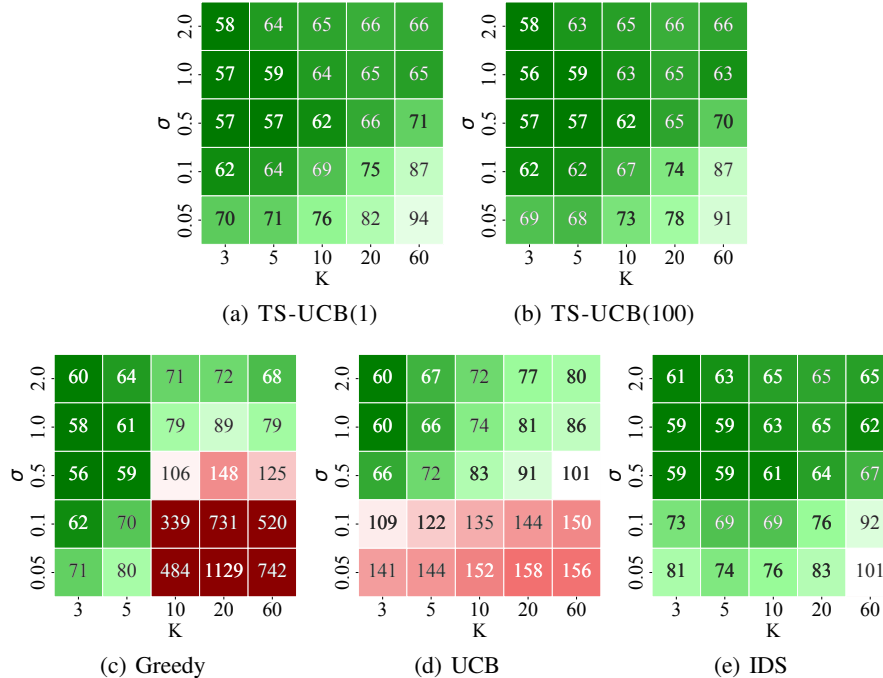 2.0 58 64 65 66 66
1.0 57 59 64 65 65
σ
0.5 57 57 62 66 71
0.1 62 64 69 75 87
0.05 70 71 76 82 94
3 5 10 20 60
K
(a) TS-UCB(1)
2.0 58 63 65 66 66
1.0 56 59 63 65 63
σ
0.5 57 57 62 65 70
0.1 62 62 67 74 87
0.05 69 68 73 78 91
3 5 10 20 60
K
(b) TS-UCB(100)
2.0 60 64 71 72 68
1.0 58 61 79 89 79
σ
0.5 56 59 106 148 125
0.1 62 70 339 731 520
0.05 71 80 484 1129 742
3 5 10 20 60
K
(c) Greedy
2.0 60 67 72 77 80
1.0 60 66 74 81 86
σ
0.5 66 72 83 91 101
0.1 109 122 135 144 150
0.05 141 144 152 158 156
3 5 10 20 60
K
(d) UCB
2.0 61 63 65 65 65
1.0 59 59 63 65 62
σ
0.5 59 59 61 64 67
0.1 73 69 69 76 92
0.05 81 74 76 83 101
3 5 10 20 60
K
(e) IDS